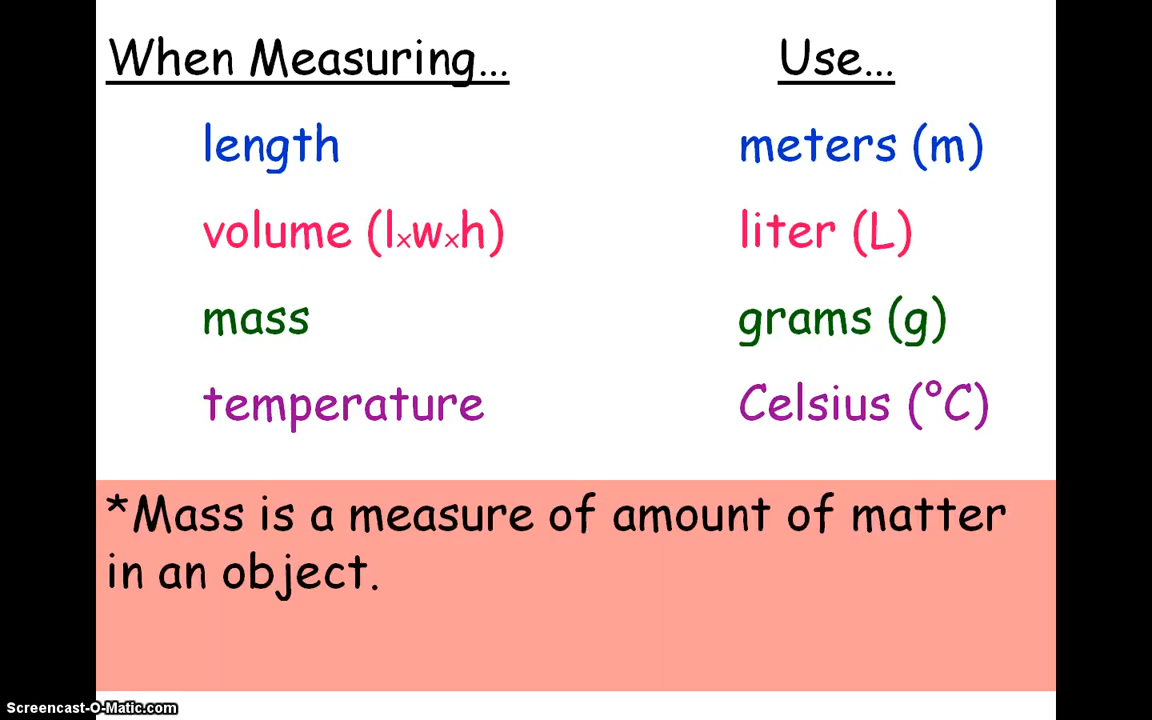 When Measuring... Use...
length meters (m)
volume (lxwxh) liter (L)
mass grams (g)
temperature Celsius (°C)
*Mass is a measure of amount of matter
in an object.
Screencast-O-Matic.com